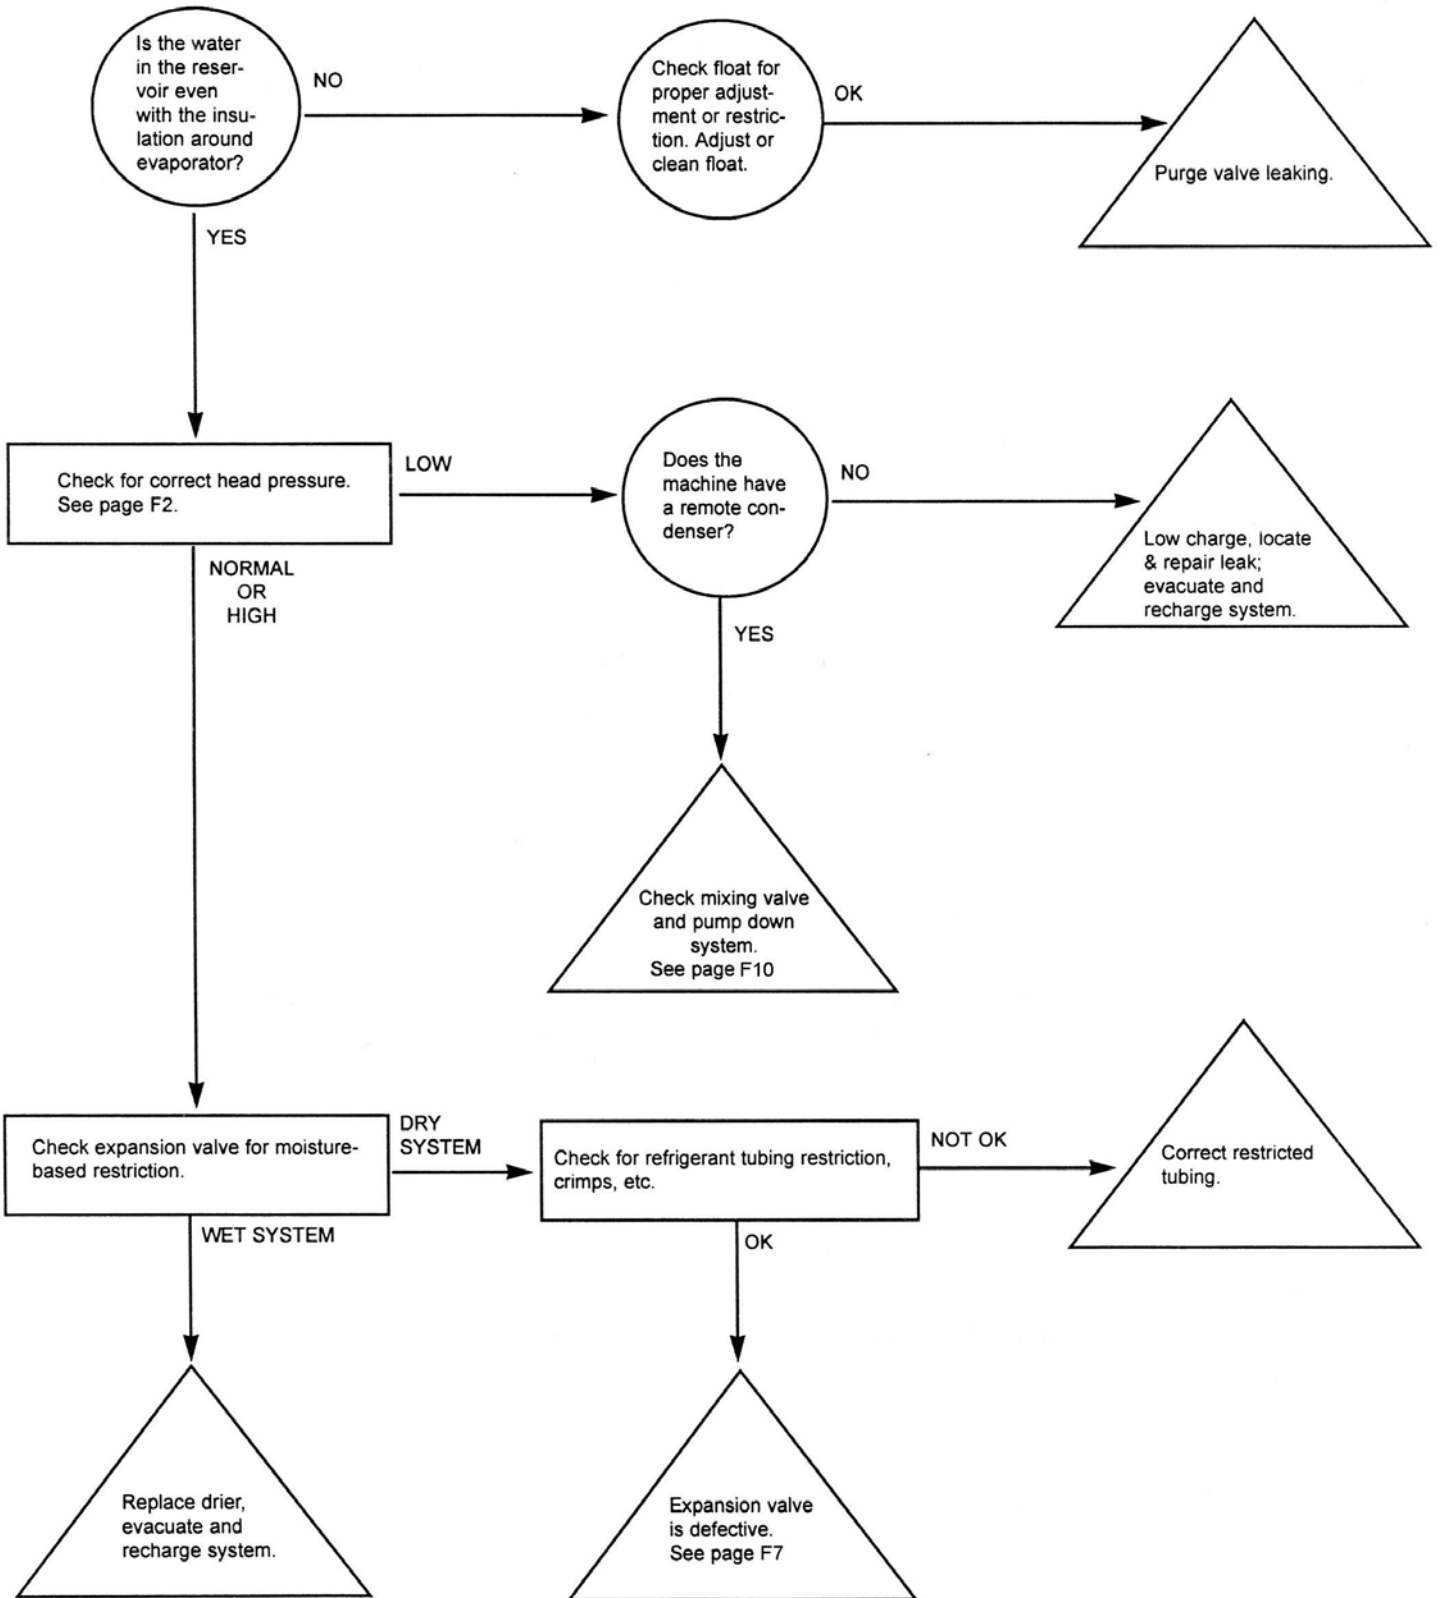 Is the water
in the reser-
voir even
with the insu-
lation around
evaporator?
NO
Check float for
proper adjust-
ment or restric-
tion. Adjust or
clean float.
OK
Purge valve leaking.
YES
Check for correct head pressure.
See page F2.
LOW
Does the
machine have
a remote con-
denser?
NO
Low charge, locate
& repair leak;
evacuate and
recharge system.
NORMAL
OR
HIGH
YES
Check mixing valve
and pump down
system.
See page F10
Check expansion valve for moisture-
based restriction.
DRY
SYSTEM
Check for refrigerant tubing restriction,
crimps, etc.
NOT OK
Correct restricted
tubing.
WET SYSTEM
OK
Replace drier,
evacuate and
recharge system.
Expansion valve
is defective.
See page F7